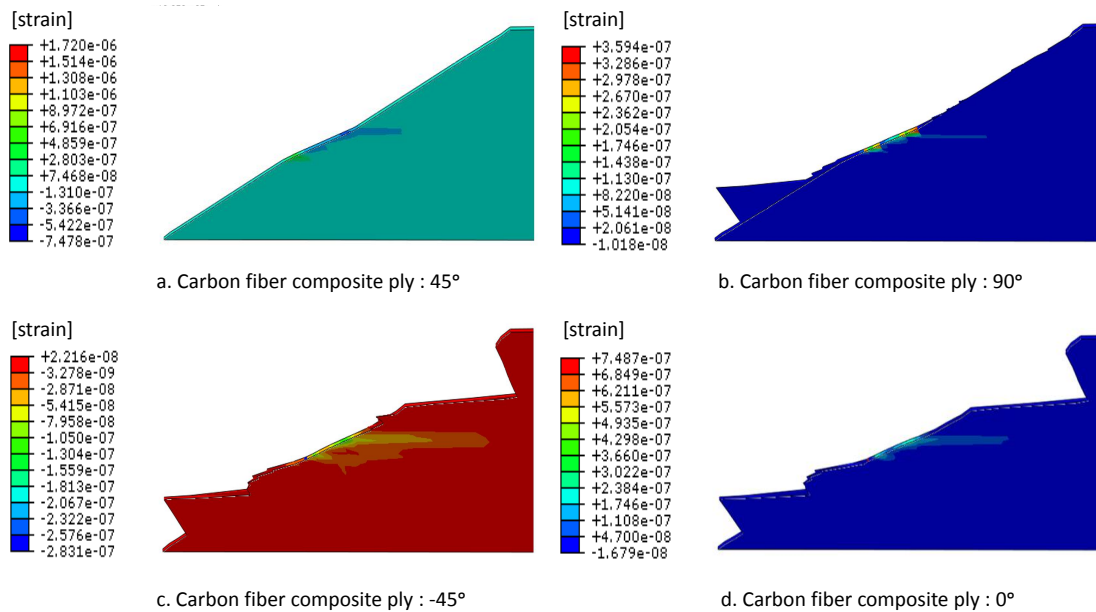 [strain]
+1.720e-06
+1.514e-06
+1.308e-06
+1.103e-06
+8.972e-07
+6.916e-07
+4.859e-07
+2.803e-07
+7.468e-08
-1.310e-07
-3.366e-07
-5.422e-07
-7.478e-07
a. Carbon fiber composite ply : 45°
[strain]
+3.594e-07
+3.286e-07
+2.978e-07
+2.670e-07
+2.362e-07
+2.054e-07
+1.746e-07
+1.438e-07
+1.130e-07
+8.220e-08
+5.141e-08
+2.061e-08
-1.018e-08
b. Carbon fiber composite ply : 90°
[strain]
+2.216e-08
-3.278e-09
-2.871e-08
-5.415e-08
-7.958e-08
-1.050e-07
-1.304e-07
-1.559e-07
-1.813e-07
-2.067e-07
-2.322e-07
-2.576e-07
-2.831e-07
c. Carbon fiber composite ply : -45°
[strain]
+7.487e-07
+6.849e-07
+6.211e-07
+5.573e-07
+4.935e-07
+4.298e-07
+3.660e-07
+3.022e-07
+2.384e-07
+1.746e-07
+1.108e-07
+4.700e-08
-1.679e-08
d. Carbon fiber composite ply : 0°